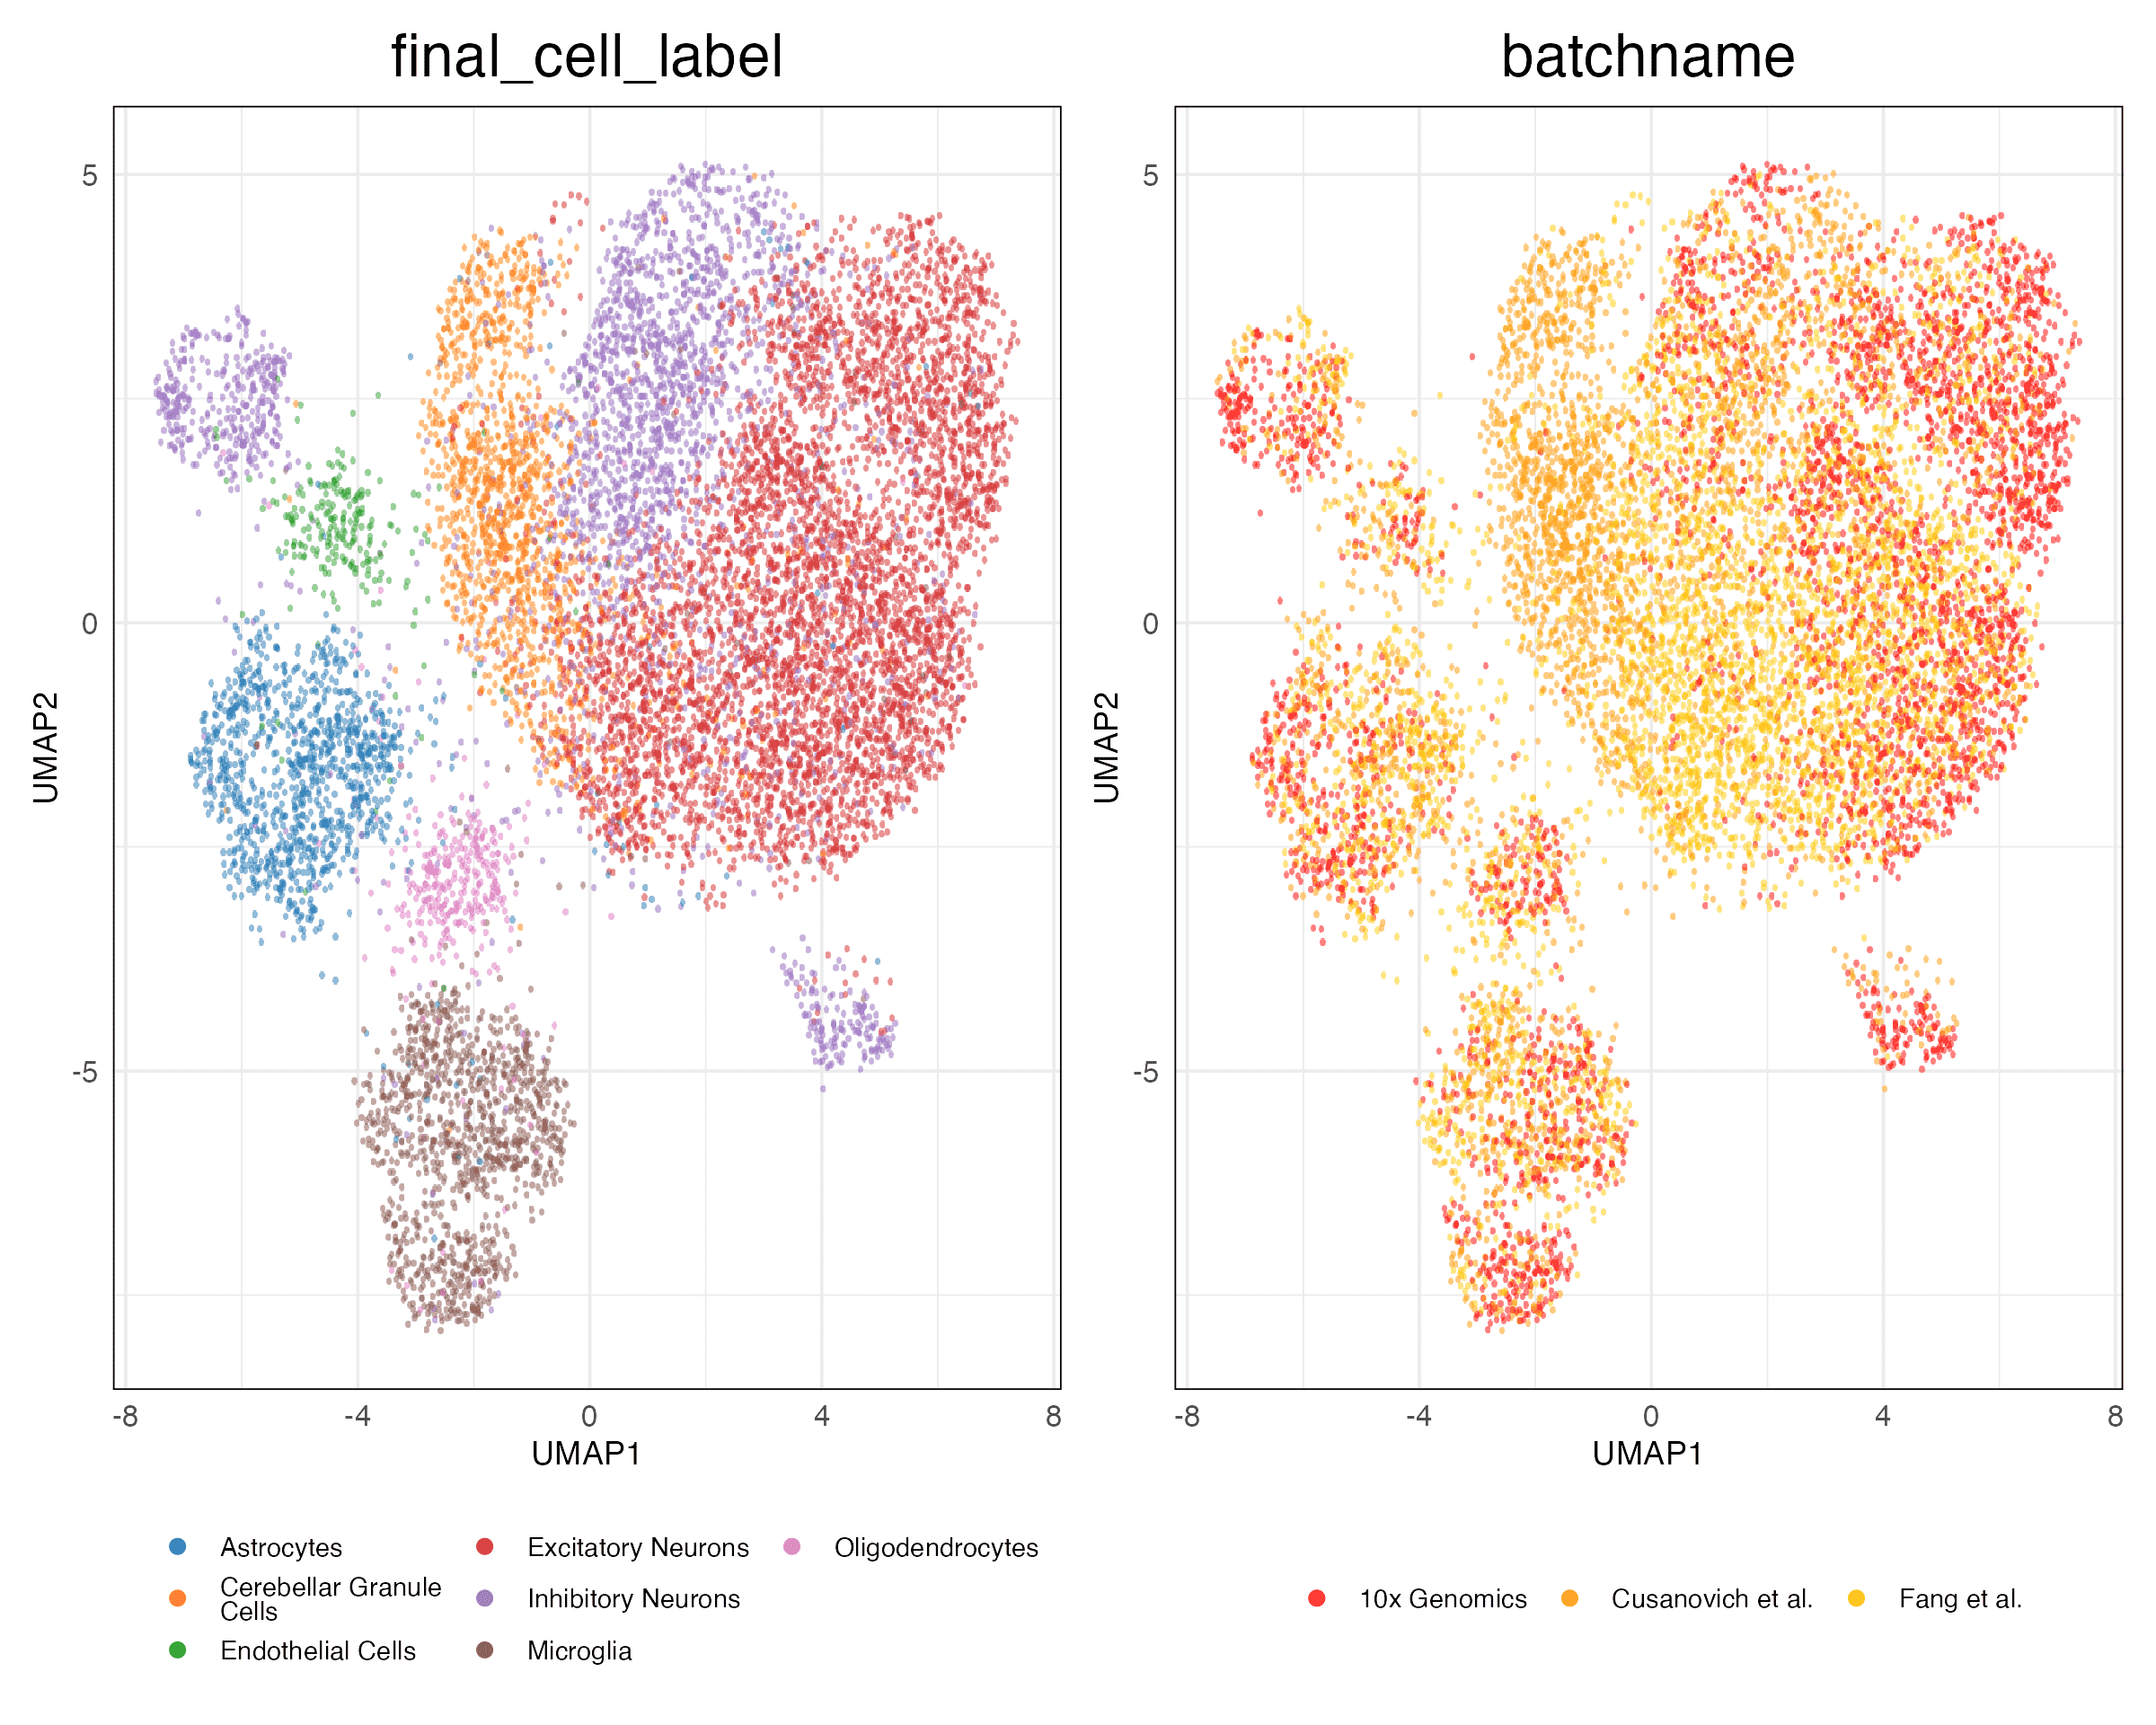 final_cell_label
batchname
5
0
-5
UMAP2
-8
-4
0
4
8
UMAP1
5
0
-5
UMAP2
-8
-4
0
4
8
UMAP1
Astrocytes
Cerebellar Granule
Cells
Endothelial Cells
Excitatory Neurons
Inhibitory Neurons
Microglia
Oligodendrocytes
10x Genomics
Cusanovich et al.
Fang et al.